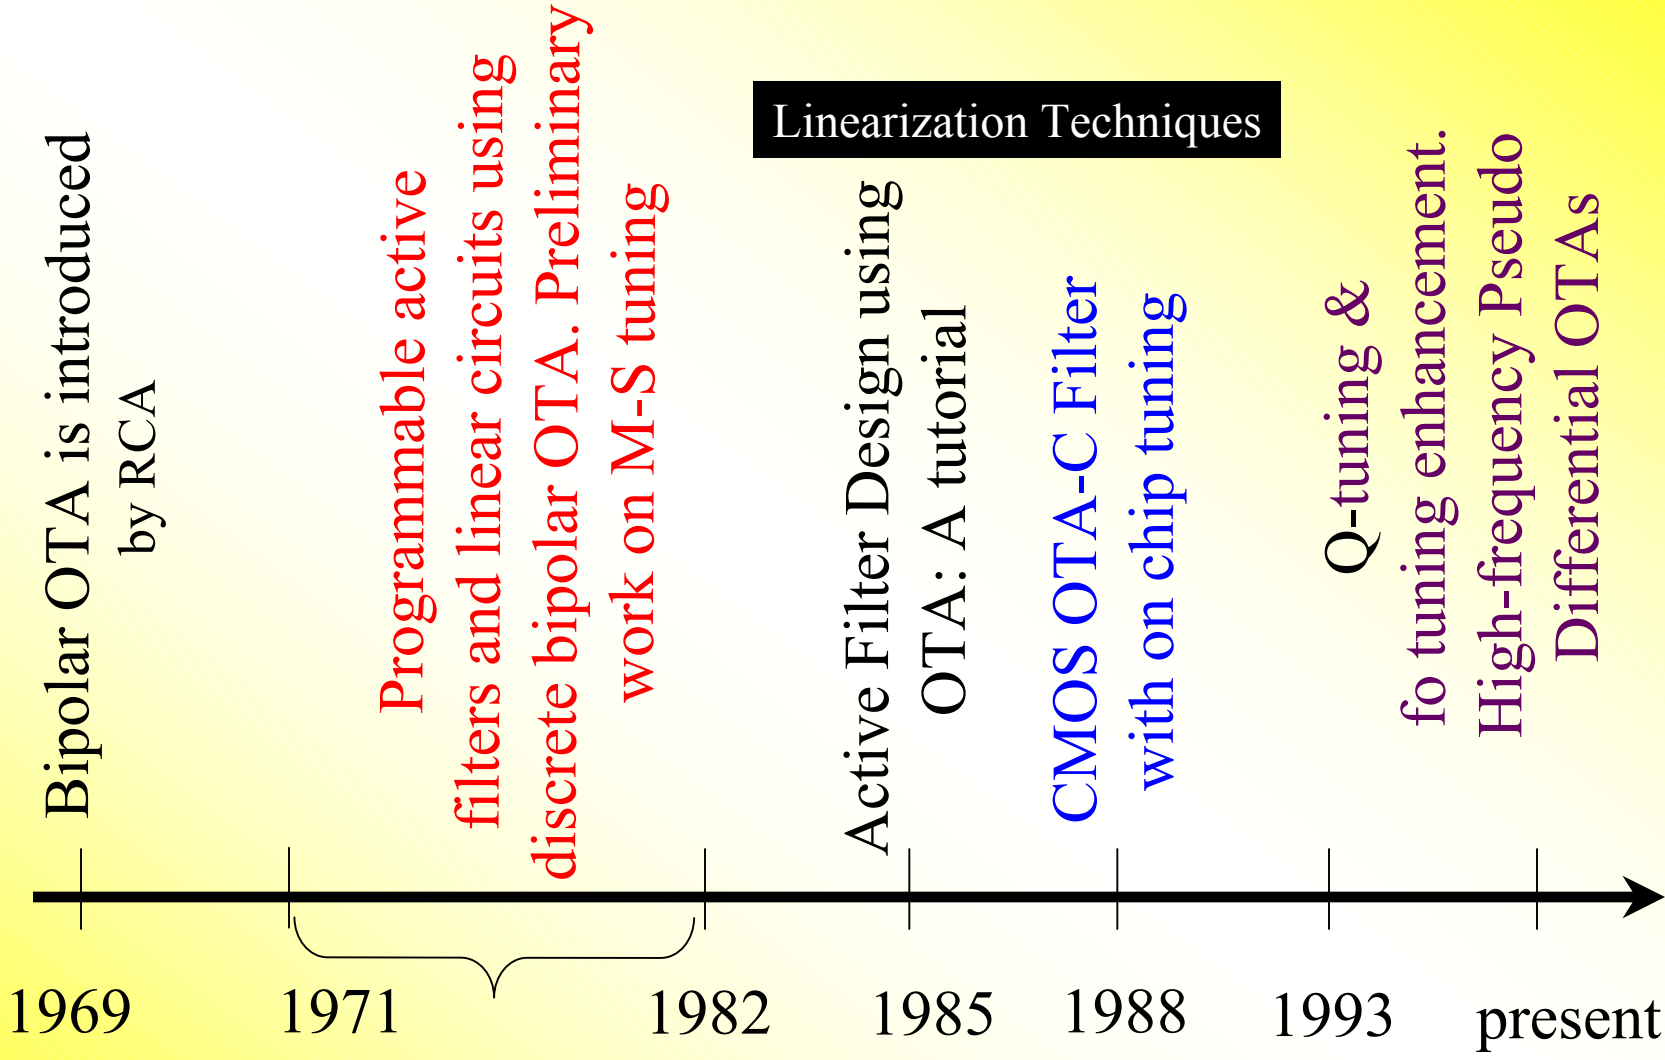 Linearization Techniques
Bipolar OTA is introduced
by RCA
Programmable active
filters and linear circuits using
discrete bipolar OTA. Preliminary
work on M-S tuning
Active Filter Design using
OTA: A tutorial
CMOS OTA-C Filter
with on chip tuning
Q-tuning &
fo tuning enhancement.
High-frequency Pseudo
Differential OTAs
1969
1971
1982
1985
1988
1993
present